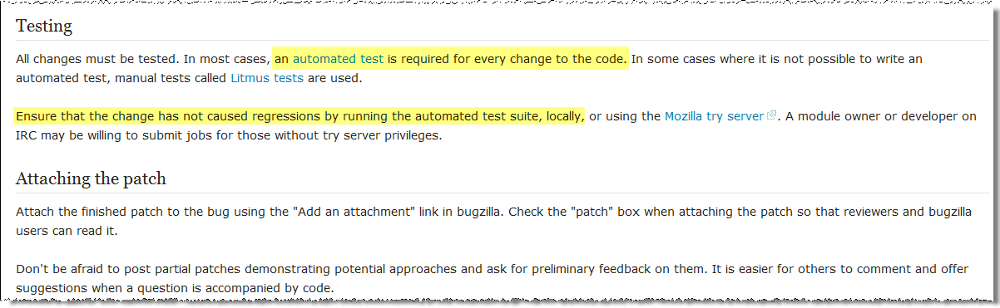 Testing
All changes must be tested. In most cases, an automated test is required for every change to the code. In some cases where it is not possible to write an
automated test, manual tests called Litmus tests are used.
Ensure that the change has not caused regressions by running the automated test suite, locally, or using the Mozilla try server. A module owner or developer on
IRC may be willing to submit jobs for those without try server privileges.
Attaching the patch
Attach the finished patch to the bug using the "Add an attachment" link in bugzilla. Check the "patch" box when attaching the patch so that reviewers and bugzilla
users can read it.
Don't be afraid to post partial patches demonstrating potential approaches and ask for preliminary feedback on them. It is easier for others to comment and offer
suggestions when a question is accompanied by code.